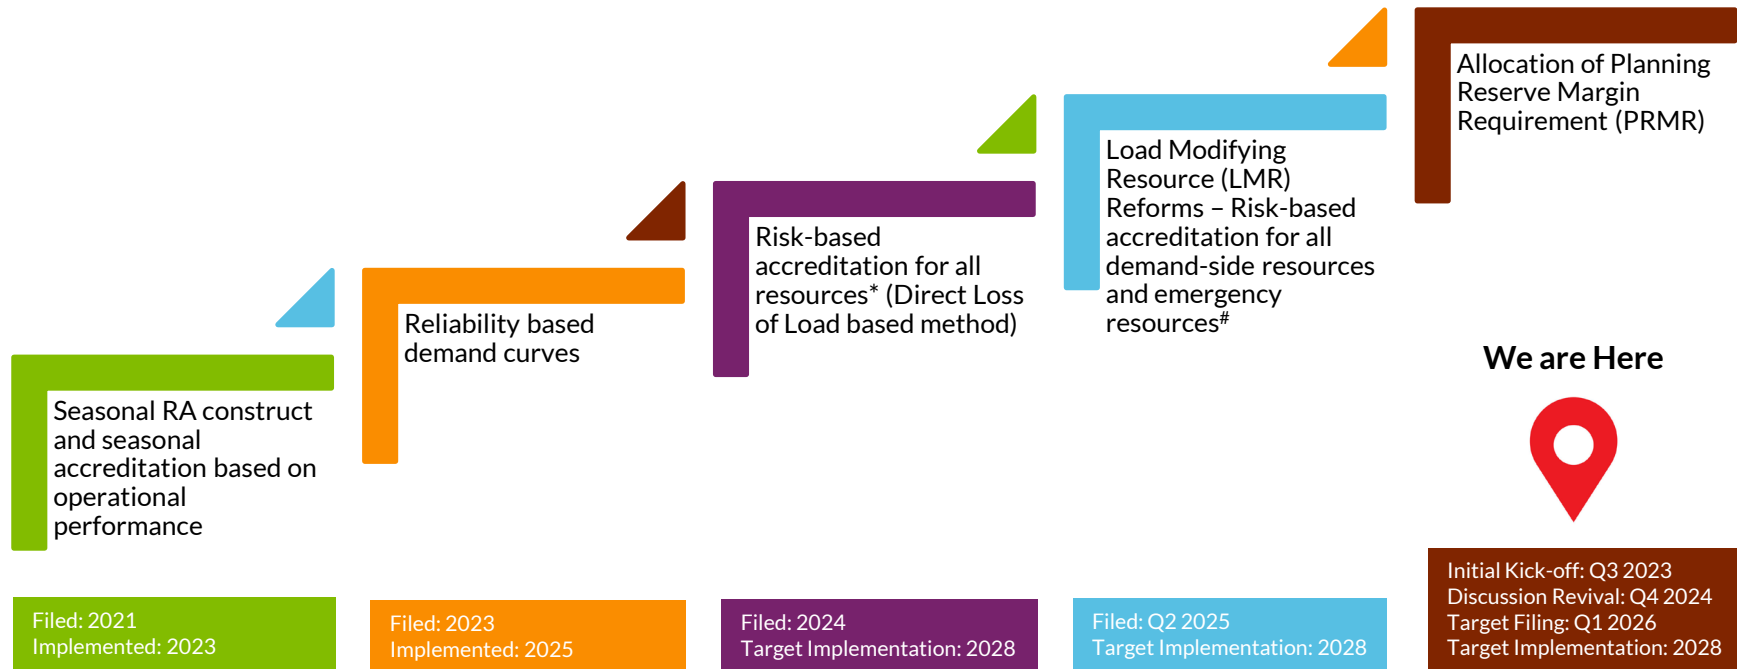 Seasonal RA construct
and seasonal
accreditation based on
operational
performance
Filed: 2021
Implemented: 2023
Reliability based
demand curves
Filed: 2023
Implemented: 2025
Risk-based
accreditation for all
resources* (Direct Loss
of Load based method)
Filed: 2024
Target Implementation: 2028
Load Modifying
Resource (LMR)
Reforms – Risk-based
accreditation for all
demand-side resources
and emergency
resources#
Filed: Q2 2025
Target Implementation: 2028
Allocation of Planning
Reserve Margin
Requirement (PRMR)
We are Here
Initial Kick-off: Q3 2023
Discussion Revival: Q4 2024
Target Filing: Q1 2026
Target Implementation: 2028